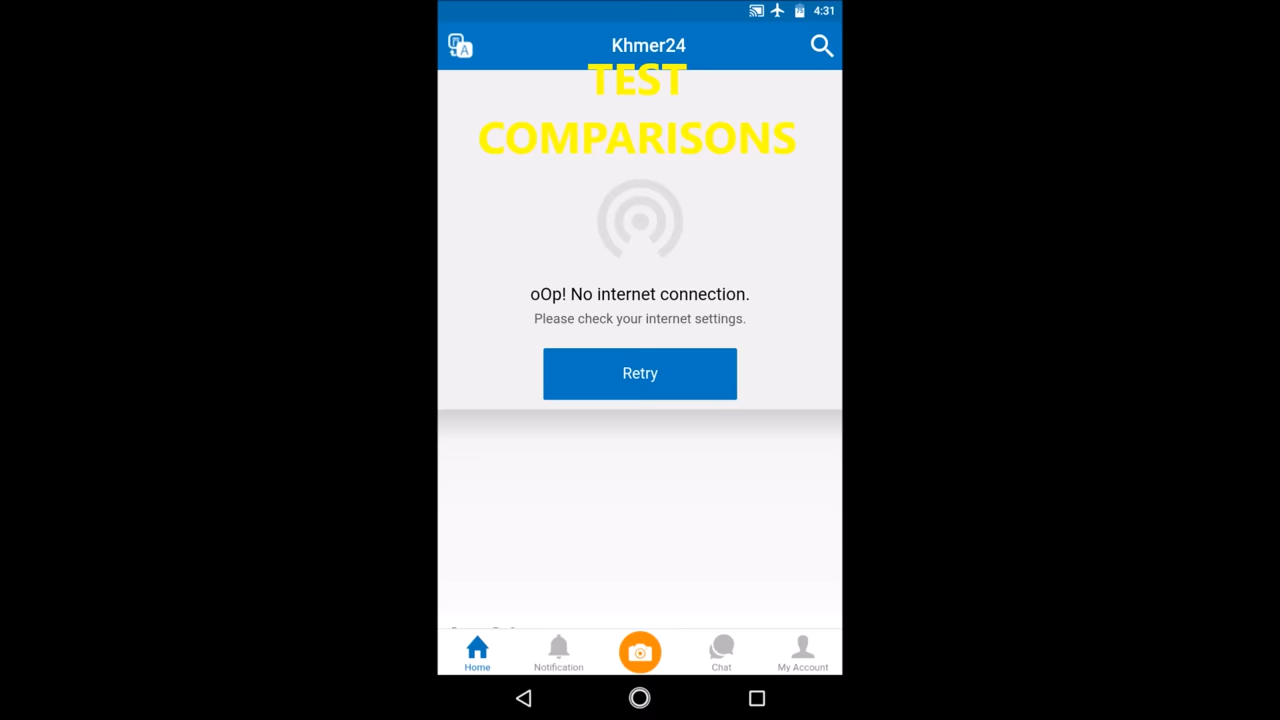 4:31
Khmer24
TEST
COMPARISONS
oOp! No internet connection.
Please check your internet settings.
Retry
Home
Notification
Chat
My Account